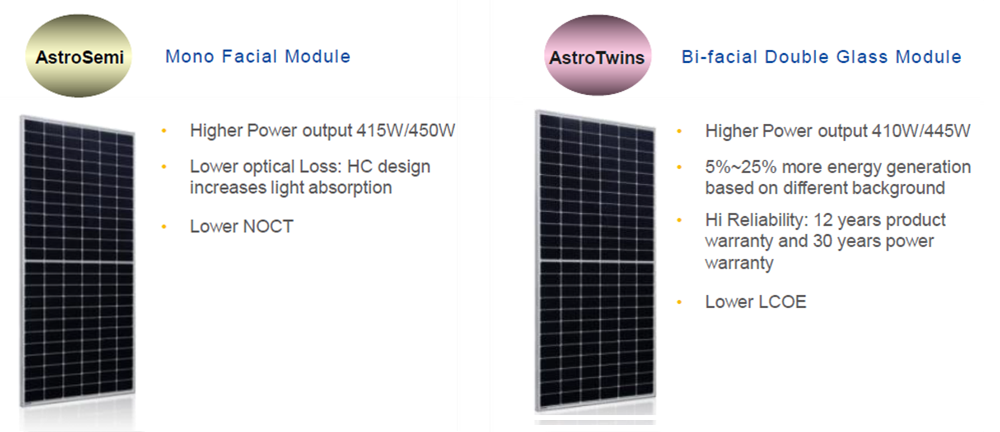 AstroSemi
Mono Facial Module
• Higher Power output 415W/450W
• Lower optical Loss: HC design
increases light absorption
• Lower NOCT
AstroTwins
Bi-facial Double Glass Module
• Higher Power output 410W/445W
• 5%~25% more energy generation
based on different background
• Hi Reliability: 12 years product
warranty and 30 years power
warranty
• Lower LCOE